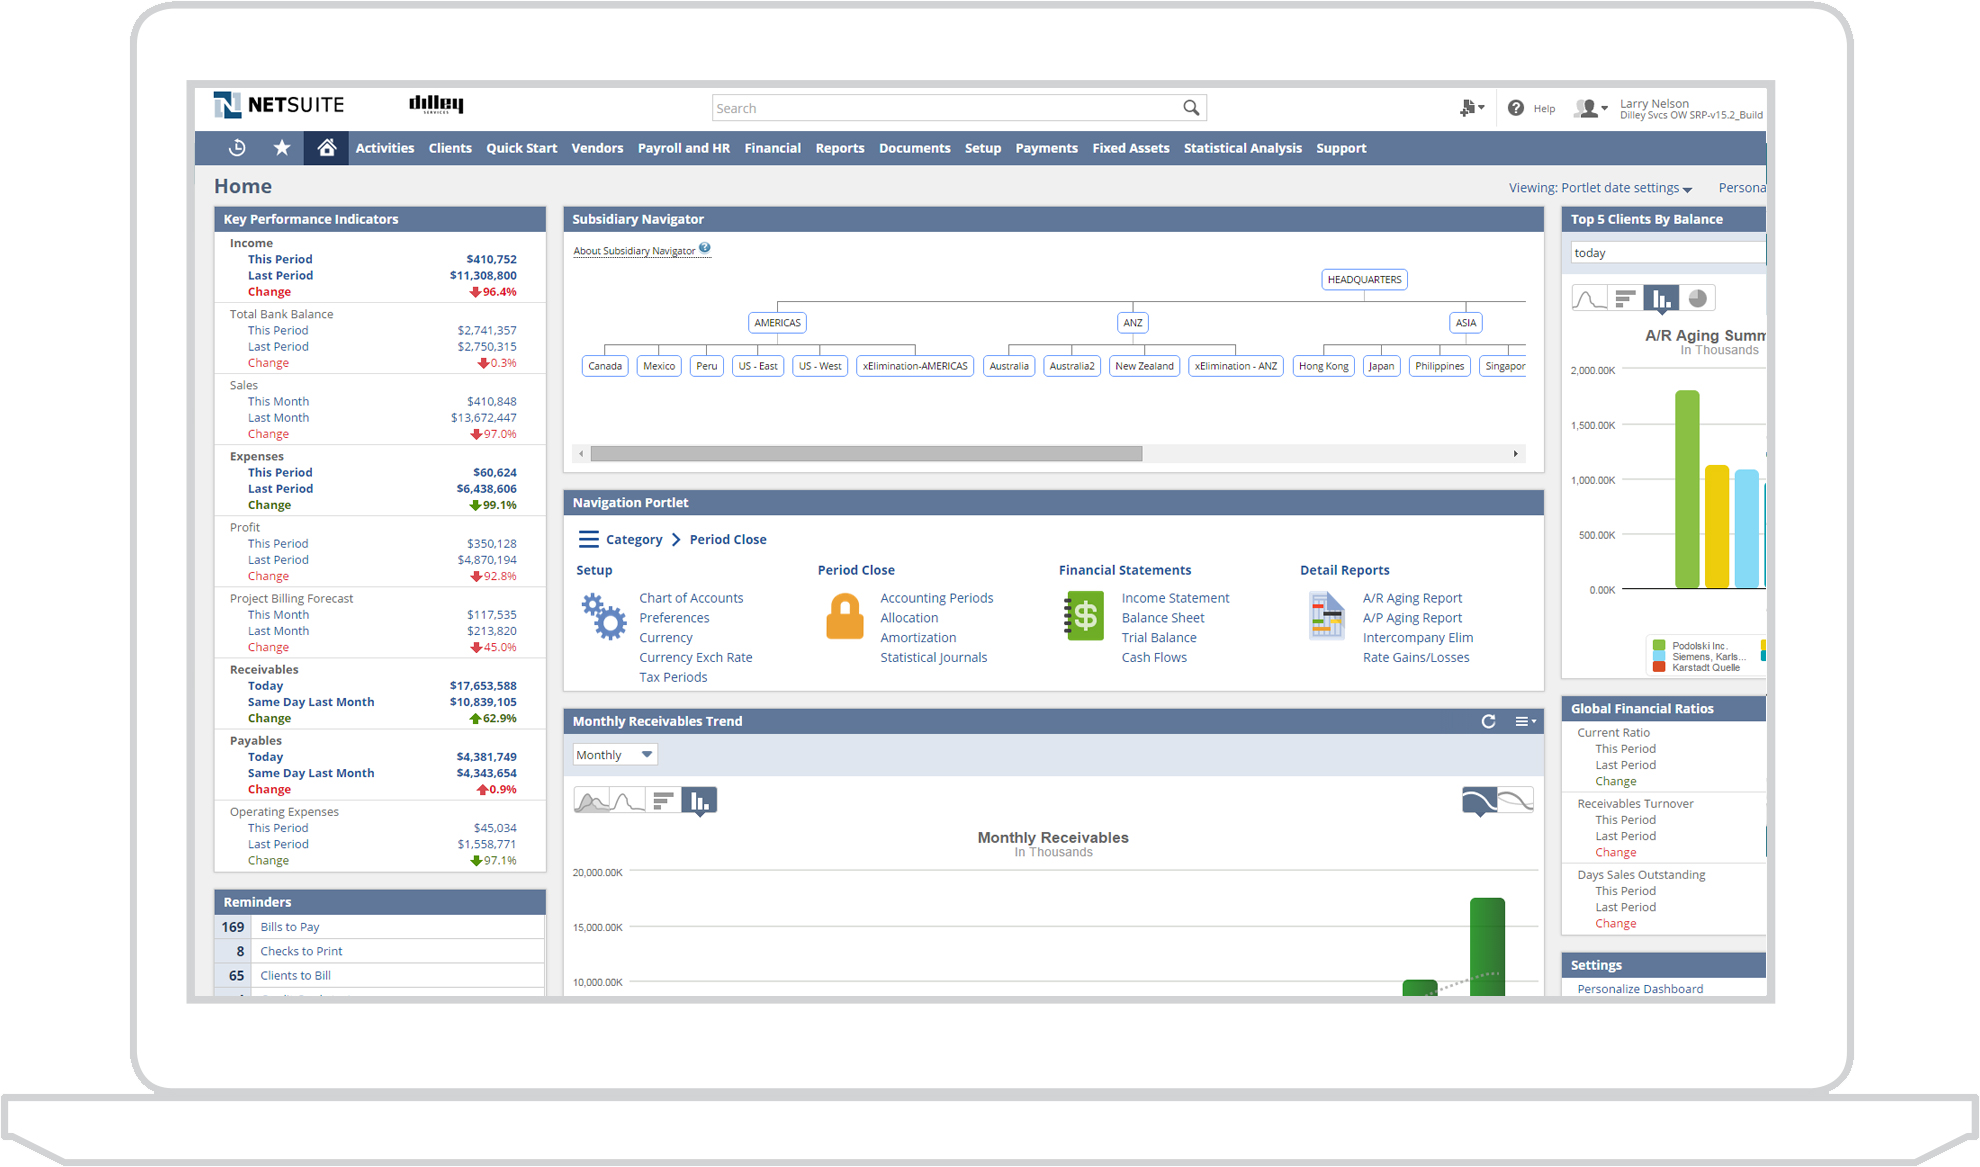 NETSUITE
dilley
SERVICES
Search
Help
Larry Nelson
Dilley Svcs OW SRP-v15.2_Build
Activities Clients Quick Start Vendors Payroll and HR Financial Reports Documents Setup Payments Fixed Assets Statistical Analysis Support
Home
Viewing: Portlet date settings
Persona
Key Performance Indicators
Income
This Period $410,752
Last Period $11,308,800
Change 96.4%
Total Bank Balance
This Period $2,741,357
Last Period $2,750,315
Change 0.3%
Sales
This Month $410,848
Last Month $13,672,447
Change 97.0%
Expenses
This Period $60,624
Last Period $6,438,606
Change 99.1%
Profit
This Period $350,128
Last Period $4,870,194
Change 92.8%
Project Billing Forecast
This Month $117,535
Last Month $213,820
Change 45.0%
Receivables
Today $17,653,588
Same Day Last Month $10,839,105
Change 62.9%
Payables
Today $4,381,749
Same Day Last Month $4,343,654
Change 0.9%
Operating Expenses
This Period $45,034
Last Period $1,558,771
Change 97.1%
Reminders
169 Bills to Pay
8 Checks to Print
65 Clients to Bill
Subsidiary Navigator
About Subsidiary Navigator ?
HEADQUARTERS
AMERICAS ANZ ASIA
Canada Mexico Peru US - East US - West xElimination-AMERICAS Australia Australia2 New Zealand xElimination - ANZ Hong Kong Japan Philippines Singapor
Navigation Portlet
Category > Period Close
Setup
Chart of Accounts
Preferences
Currency
Currency Exch Rate
Tax Periods
Period Close
Accounting Periods
Allocation
Amortization
Statistical Journals
Financial Statements
$
Income Statement
Balance Sheet
Trial Balance
Cash Flows
Detail Reports
A/R Aging Report
A/P Aging Report
Intercompany Elim
Rate Gains/Losses
Monthly Receivables Trend
Monthly
Monthly Receivables
In Thousands
20,000.00K
15,000.00K
10,000.00K
Top 5 Clients By Balance
today
A/R Aging Summ
In Thousands
2,000.00K
1,500.00K
1,000.00K
500.00K
0.00K
Podolski Inc.
Siemens, Karls...
Karstadt Quelle
Global Financial Ratios
Current Ratio
This Period
Last Period
Change
Receivables Turnover
This Period
Last Period
Change
Days Sales Outstanding
This Period
Last Period
Change
Settings
Personalize Dashboard